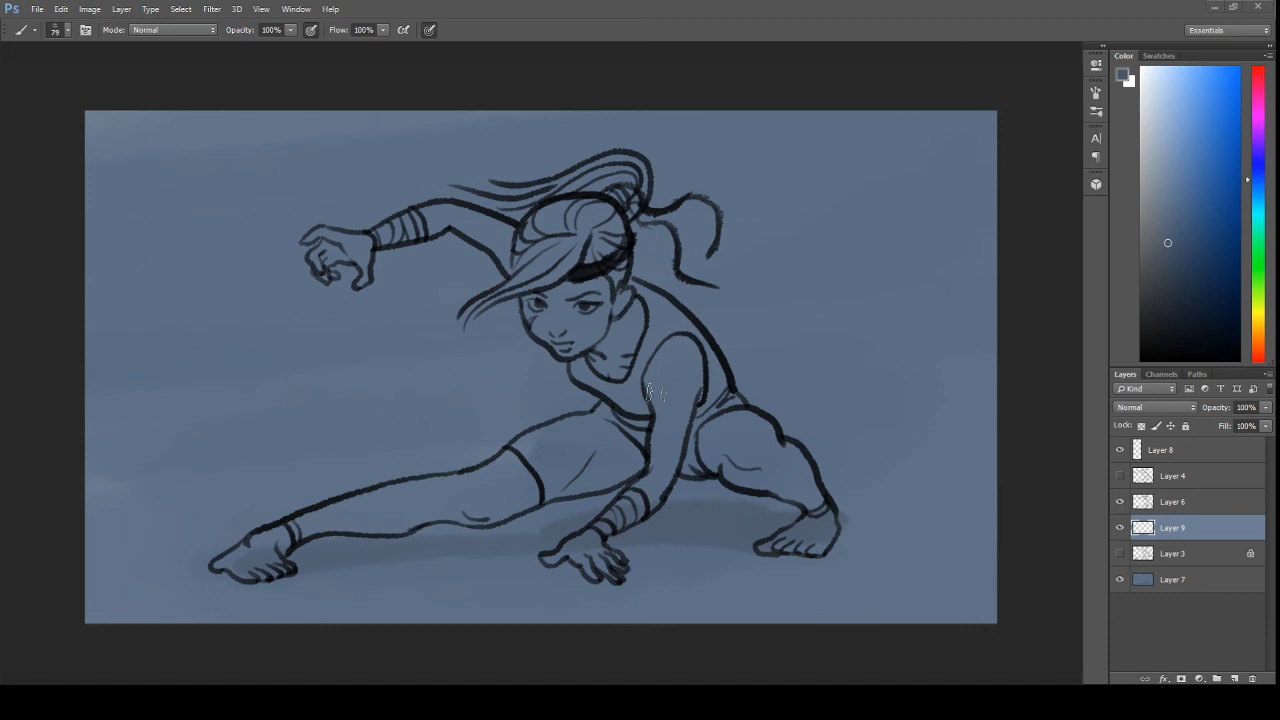 Ps File Edit Image Layer Type Select Filter 3D View Window Help
79 Mode: Normal Opacity: 100% Flow: 100% Essentials
Color Swatches
Layers Channels Paths
Kind
Normal Opacity: 100%
Lock: Fill: 100%
Layer 8
Layer 4
Layer 6
Layer 9
Layer 3
Layer 7